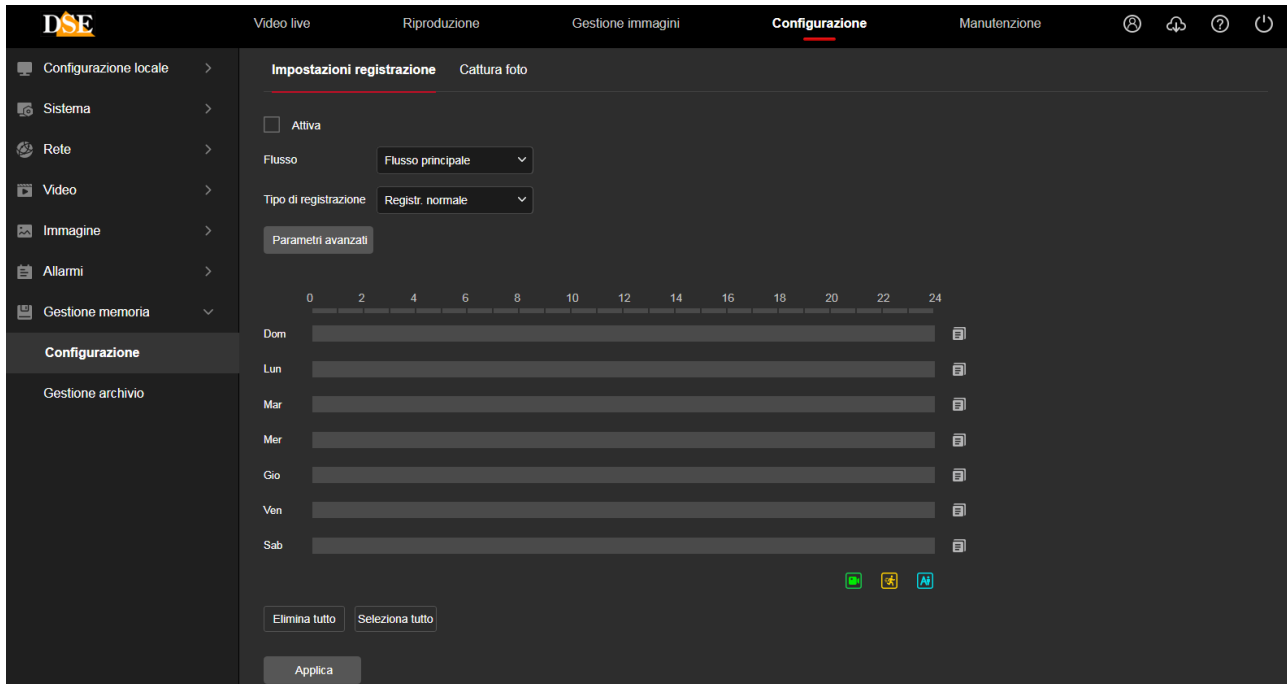 DSE Video live Riproduzione Gestione immagini Configurazione Manutenzione
Configurazione locale
Sistema
Rete
Video
Immagine
Allarmi
Gestione memoria
Configurazione
Gestione archivio
Impostazioni registrazione Cattura foto
Attiva
Flusso Flusso principale
Tipo di registrazione Registr. normale
Parametri avanzati
0 2 4 6 8 10 12 14 16 18 20 22 24
Dom
Lun
Mar
Mer
Gio
Ven
Sab
Ai
Elimina tutto Seleziona tutto
Applica